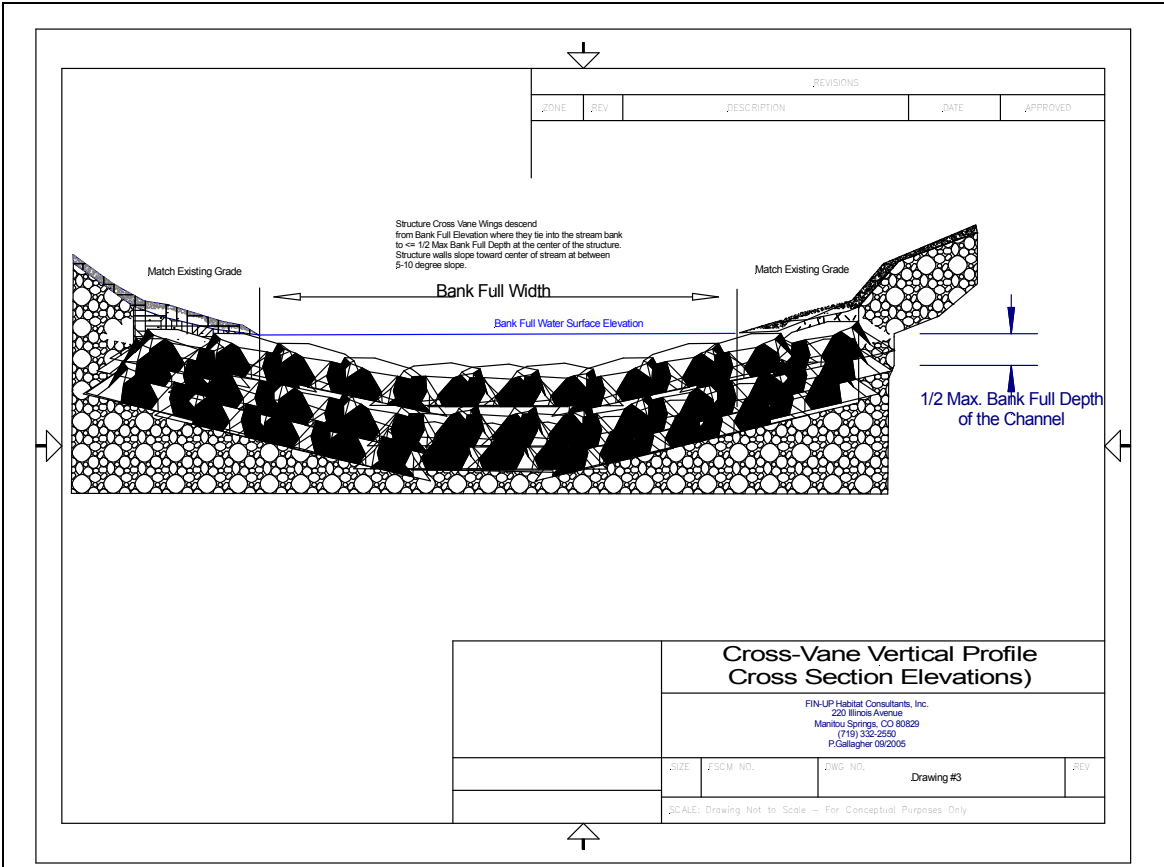 REVISIONS
ZONE REV DESCRIPTION DATE APPROVED
Structure Cross Vane Wings descend
from Bank Full Elevation where they tie into the stream bank
to <= 1/2 Max Bank Full Depth at the center of the structure.
Structure walls slope toward center of stream at between
5-10 degree slope.
Match Existing Grade
Match Existing Grade
Bank Full Width
Bank Full Water Surface Elevation
1/2 Max. Bank Full Depth
of the Channel
Cross-Vane Vertical Profile
Cross Section Elevations)
FIN-UP Habitat Consultants, Inc.
220 Illinois Avenue
Manitou Springs, CO 80829
(719) 332-2550
P.Gallagher 09/2005
SIZE FSCM NO. DWG NO. REV
Drawing #3
SCALE: Drawing Not to Scale – For Conceptual Purposes Only